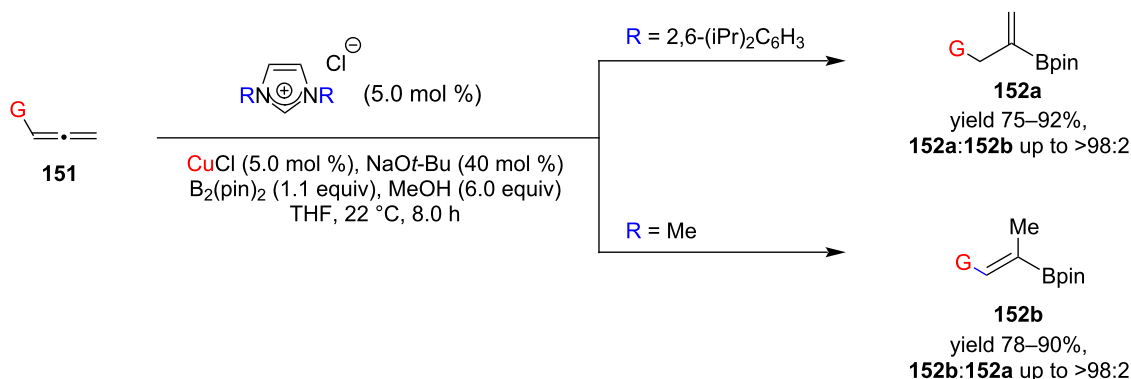 G
151
R
N
+
N
R
Cl−
(5.0 mol %)
CuCl (5.0 mol %), NaOt-Bu (40 mol %)
B2(pin)2 (1.1 equiv), MeOH (6.0 equiv)
THF, 22 °C, 8.0 h
R = 2,6-(iPr)2C6H3
G
Bpin
152a
yield 75–92%,
152a:152b up to >98:2
R = Me
Me
G
Bpin
152b
yield 78–90%,
152b:152a up to >98:2